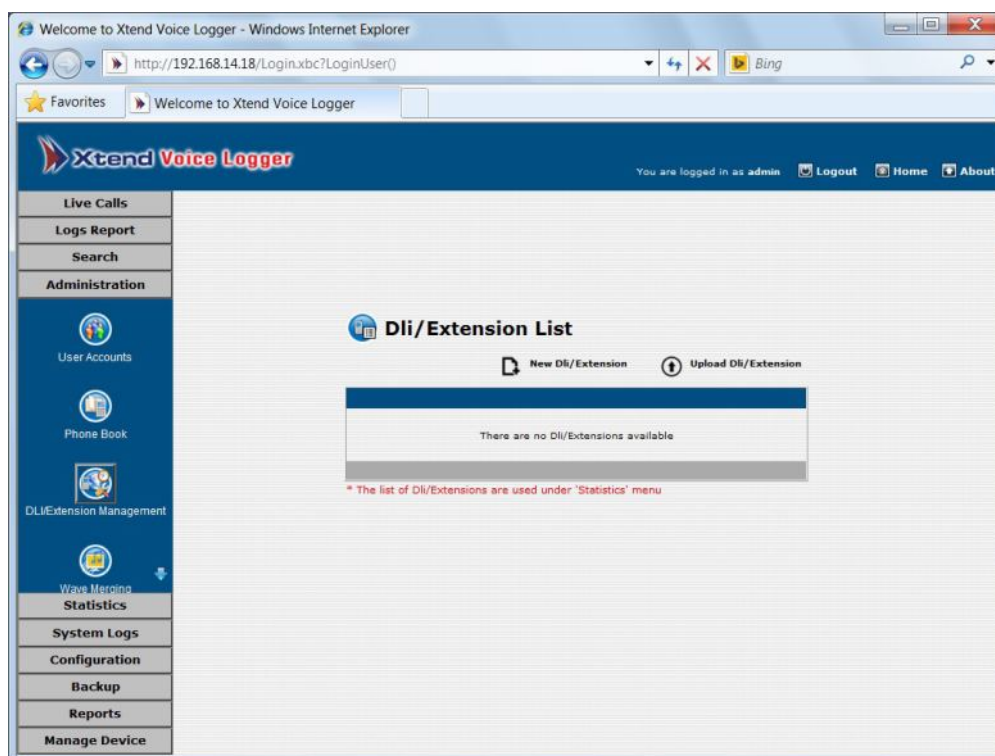 Welcome to Xtend Voice Logger - Windows Internet Explorer
http://192.168.14.18/Login.xbc?LoginUser()
Bing
Favorites
Welcome to Xtend Voice Logger
Xtend Voice Logger
You are logged in as admin Logout Home About
Live Calls
Logs Report
Search
Administration
User Accounts
Phone Book
DLI/Extension Management
Wave Merging
Statistics
System Logs
Configuration
Backup
Reports
Manage Device
Dli/Extension List
New Dli/Extension Upload Dli/Extension
There are no Dli/Extensions available
* The list of Dli/Extensions are used under 'Statistics' menu